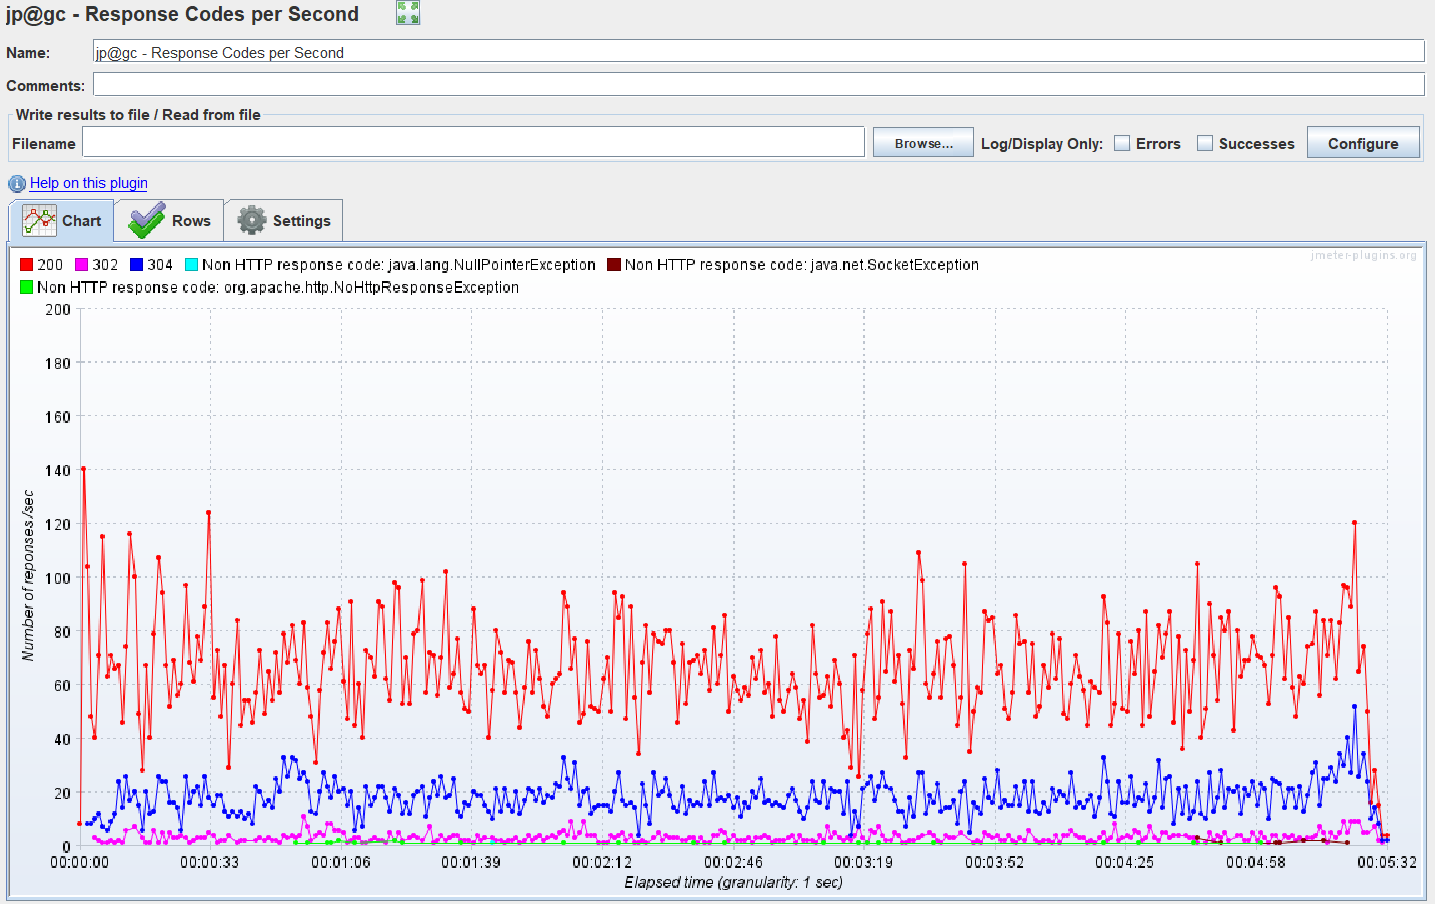 jp@gc - Response Codes per Second
Name: jp@gc - Response Codes per Second
Comments:
Write results to file / Read from file
Filename Browse... Log/Display Only: Errors Successes Configure
Help on this plugin
Chart Rows Settings
jmeter-plugins.org
200 302 304 Non HTTP response code: java.lang.NullPointerException Non HTTP response code: java.net.SocketException
Non HTTP response code: org.apache.http.NoHttpResponseException
200
180
160
140
120
100
80
60
40
20
0
Number of reponses /sec
00:00:00 00:00:33 00:01:06 00:01:39 00:02:12 00:02:46 00:03:19 00:03:52 00:04:25 00:04:58 00:05:32
Elapsed time (granularity: 1 sec)